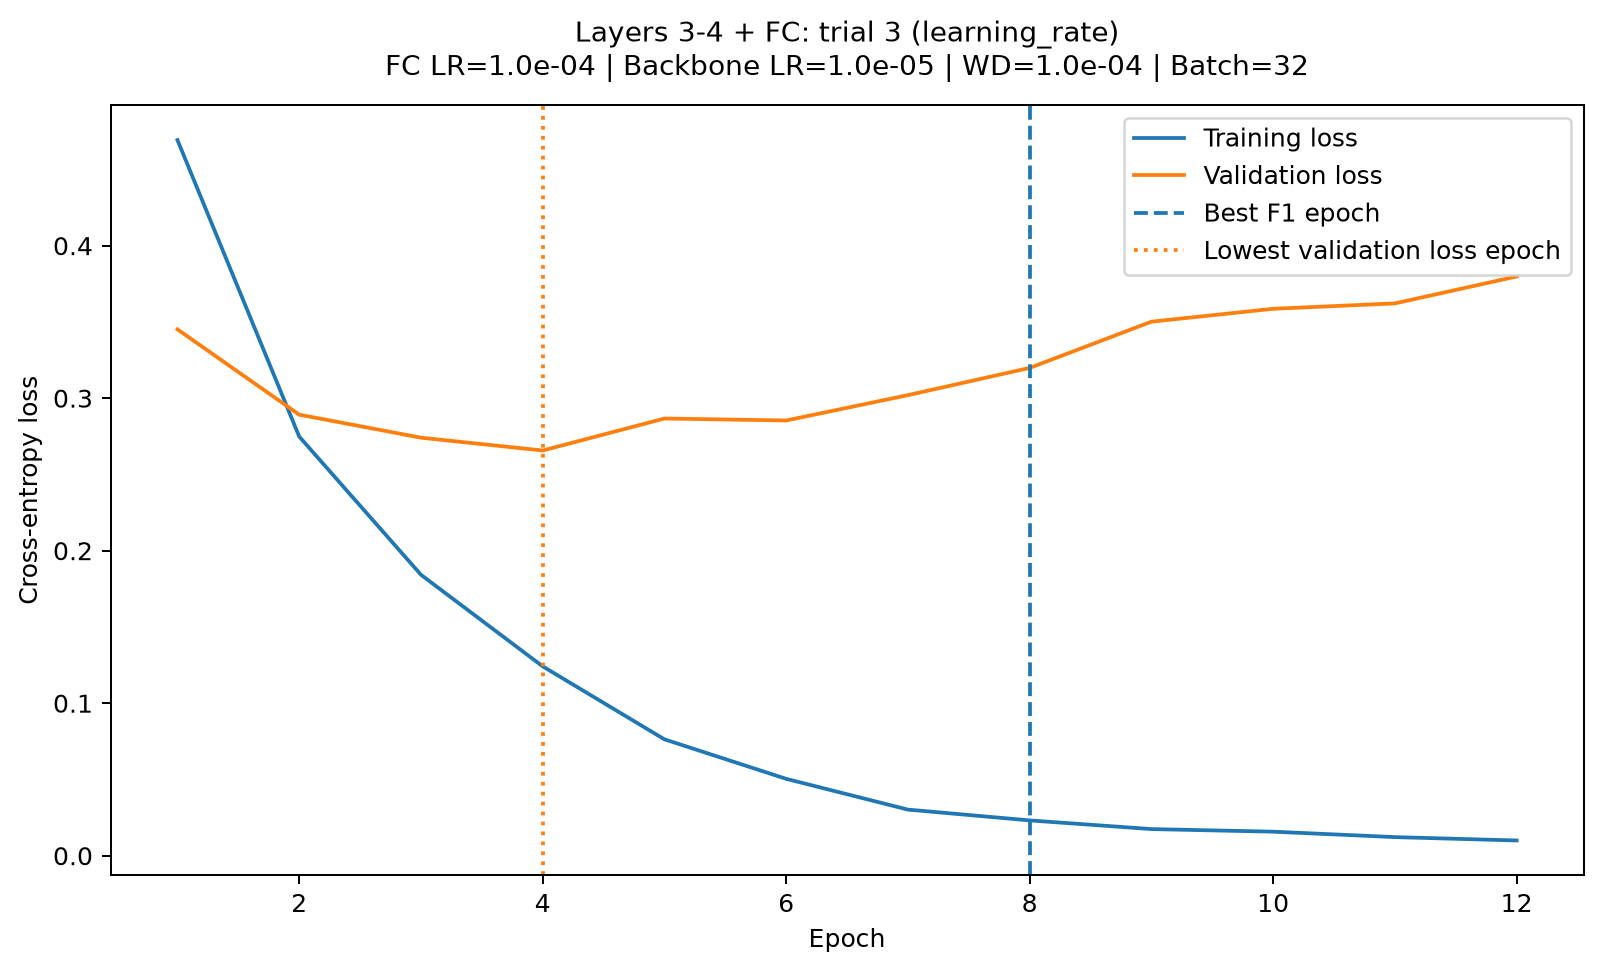 Layers 3-4 + FC: trial 3 (learning_rate)
FC LR=1.0e-04 | Backbone LR=1.0e-05 | WD=1.0e-04 | Batch=32
Training loss
Validation loss
Best F1 epoch
Lowest validation loss epoch
Cross-entropy loss
0.4
0.3
0.2
0.1
0.0
2 4 6 8 10 12
Epoch